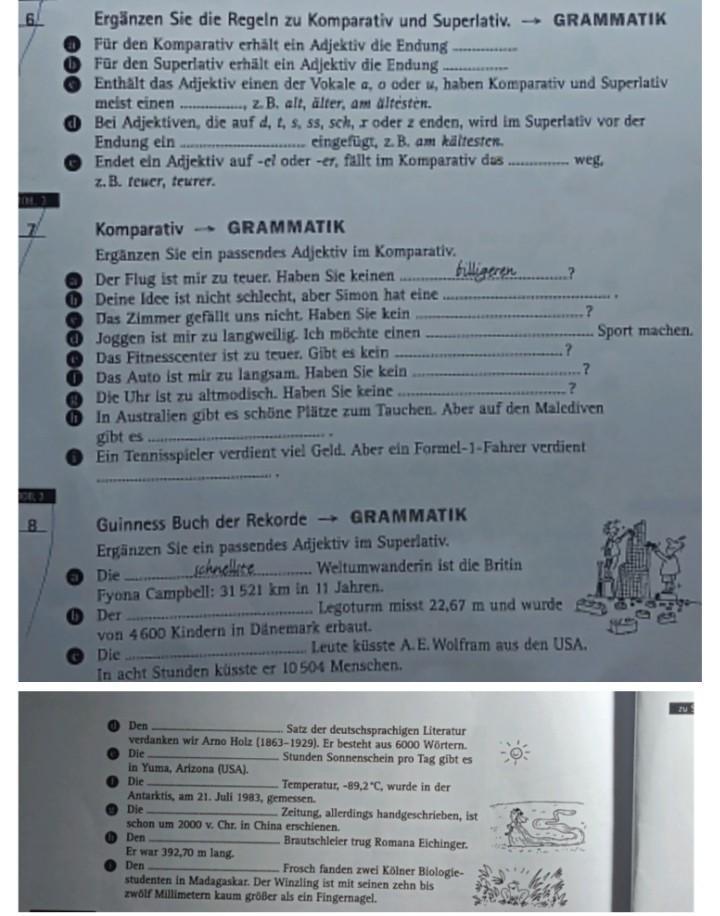 6 Ergänzen Sie die Regeln zu Komparativ und Superlativ. → GRAMMATIK
a Für den Komparativ erhält ein Adjektiv die Endung ............
b Für den Superlativ erhält ein Adjektiv die Endung ............
c Enthält das Adjektiv einen der Vokale a, o oder u, haben Komparativ und Superlativ
meist einen ............, z. B. alt, älter, am ältesten.
d Bei Adjektiven, die auf d, t, s, ss, sch, x oder z enden, wird im Superlativ vor der
Endung ein ............ eingefügt, z. B. am kältesten.
e Endet ein Adjektiv auf -el oder -er, fällt im Komparativ das ............ weg,
z. B. teuer, teurer.
7 Komparativ → GRAMMATIK
Ergänzen Sie ein passendes Adjektiv im Komparativ.
a Der Flug ist mir zu teuer. Haben Sie keinen billigeren ?
b Deine Idee ist nicht schlecht, aber Simon hat eine ............ .
c Das Zimmer gefällt uns nicht. Haben Sie kein ............ ?
d Joggen ist mir zu langweilig. Ich möchte einen ............ Sport machen.
e Das Fitnesscenter ist zu teuer. Gibt es kein ............ ?
f Das Auto ist mir zu langsam. Haben Sie kein ............ ?
g Die Uhr ist zu altmodisch. Haben Sie keine ............ ?
h In Australien gibt es schöne Plätze zum Tauchen. Aber auf den Malediven
gibt es ............ .
i Ein Tennisspieler verdient viel Geld. Aber ein Formel-1-Fahrer verdient
............ .
8 Guinness Buch der Rekorde → GRAMMATIK
Ergänzen Sie ein passendes Adjektiv im Superlativ.
a Die schnellste Weltumwanderin ist die Britin
Fyona Campbell: 31 521 km in 11 Jahren.
b Der ............ Legoturm misst 22,67 m und wurde
von 4 600 Kindern in Dänemark erbaut.
c Die ............ Leute küsste A. E. Wolfram aus den USA.
In acht Stunden küsste er 10 504 Menschen.
d Den ............ Satz der deutschsprachigen Literatur
verdanken wir Arno Holz (1863–1929). Er besteht aus 6000 Wörtern.
e Die ............ Stunden Sonnenschein pro Tag gibt es
in Yuma, Arizona (USA).
f Die ............ Temperatur, -89,2 °C, wurde in der
Antarktis, am 21. Juli 1983, gemessen.
g Die ............ Zeitung, allerdings handgeschrieben, ist
schon um 2000 v. Chr. in China erschienen.
h Den ............ Brautschleier trug Romana Eichinger.
Er war 392,70 m lang.
i Den ............ Frosch fanden zwei Kölner Biologie-
studenten in Madagaskar. Der Winzling ist mit seinen zehn bis
zwölf Millimetern kaum größer als ein Fingernagel.